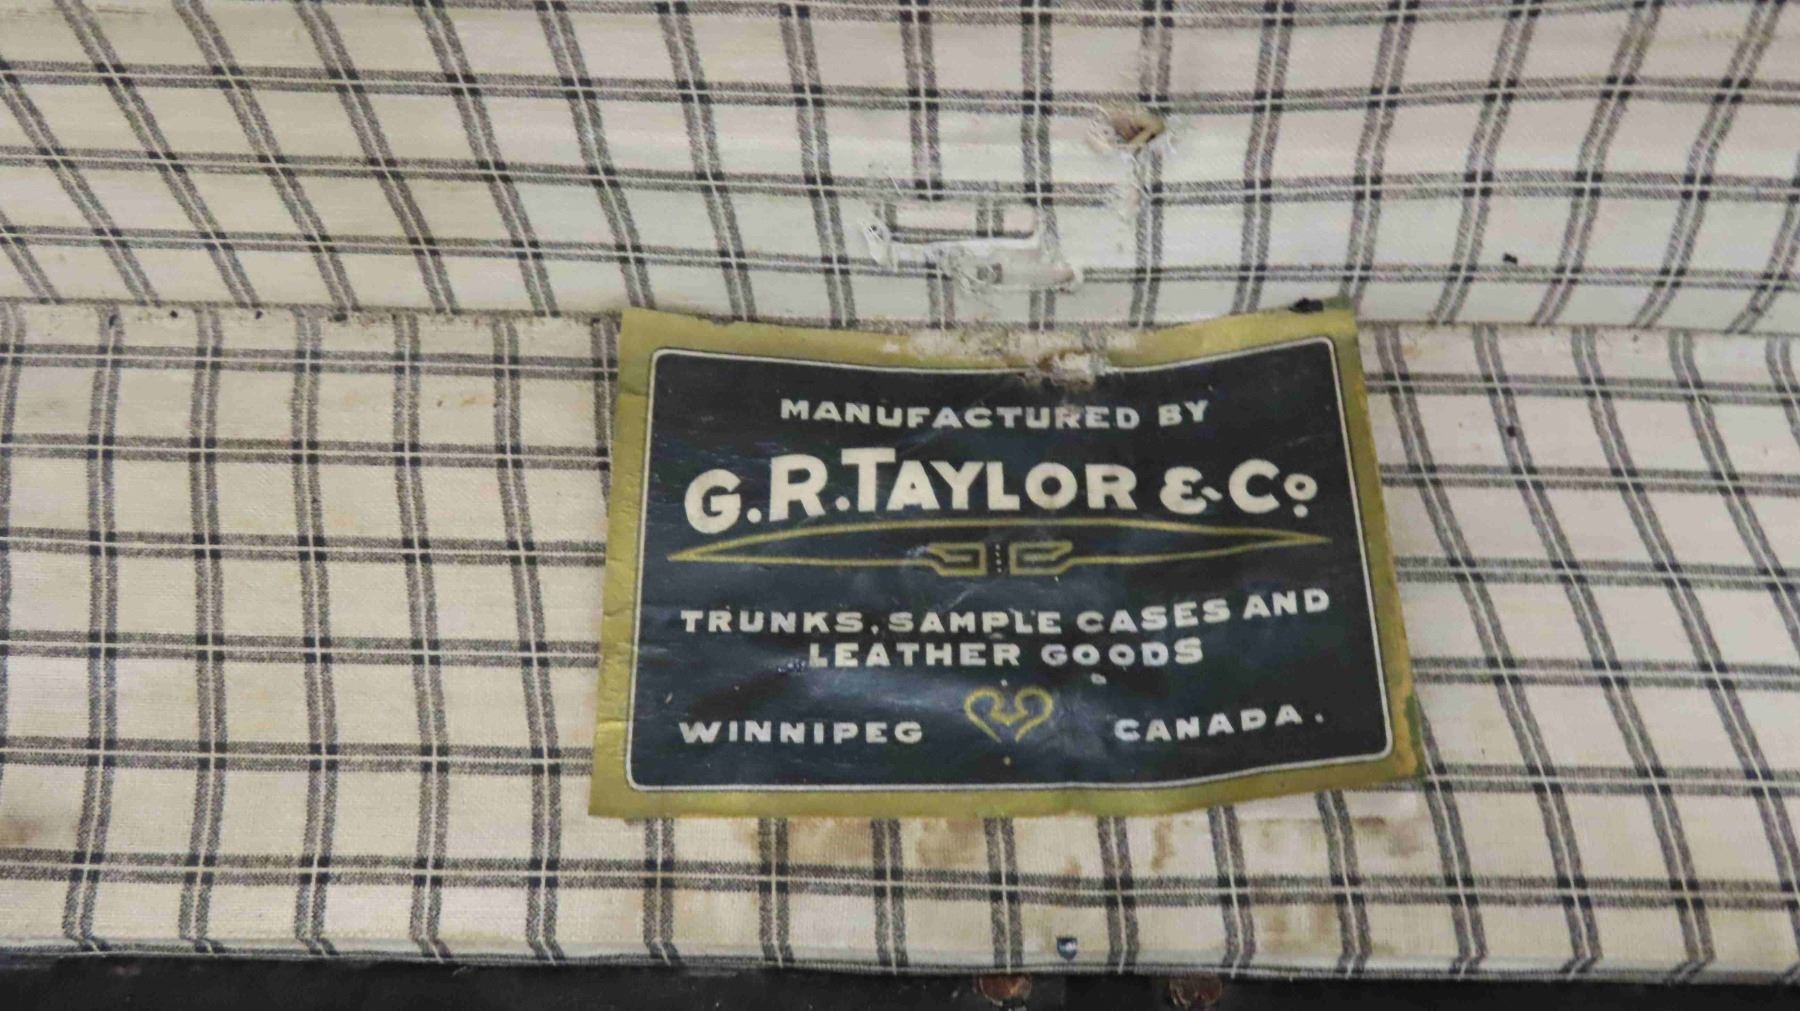 MANUFACTURED BY
G.R. TAYLOR & Co
TRUNKS, SAMPLE CASES AND
LEATHER GOODS
WINNIPEG CANADA.